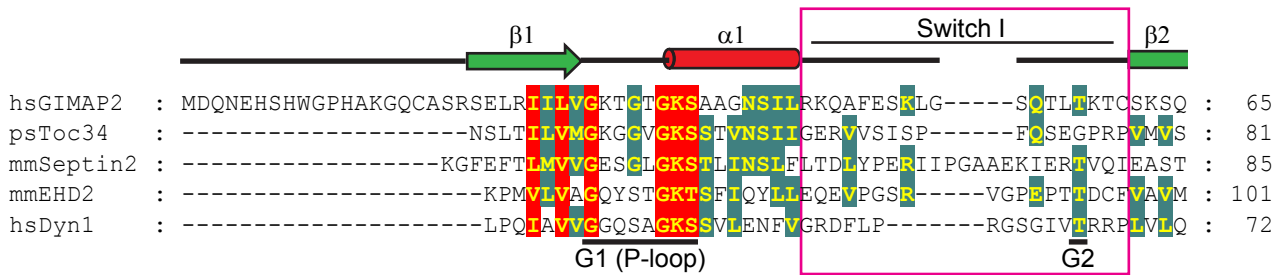 β1 α1 Switch I β2
hsGIMAP2 : MDQNEHSHWGPHAKGQCASRSELRIILVGKTGTGKSAAGNSILRKQAFESKLG-----SQTLTKTCSKSQ : 65
psToc34 : --------------------NSLTILVMGKGGVGKSSTVNSIIGERVVSISP------FQSEGPRPVMVS : 81
mmSeptin2 : ------------------KGFEFTLMVVGESGLGKSTLINSLFLTDLYPERIIPGAAEKIERTVQIEAST : 85
mmEHD2 : ---------------------KPMVLVAGQYSTGKTSFIQYLLEQEVPGSR-----VGPEPTTDCFVAVM : 101
hsDyn1 : ---------------------LPQIAVVGGQSAGKSSVLENFVGRDFLP-------RGSGIVTRRPLVLQ : 72
G1 (P-loop) G2